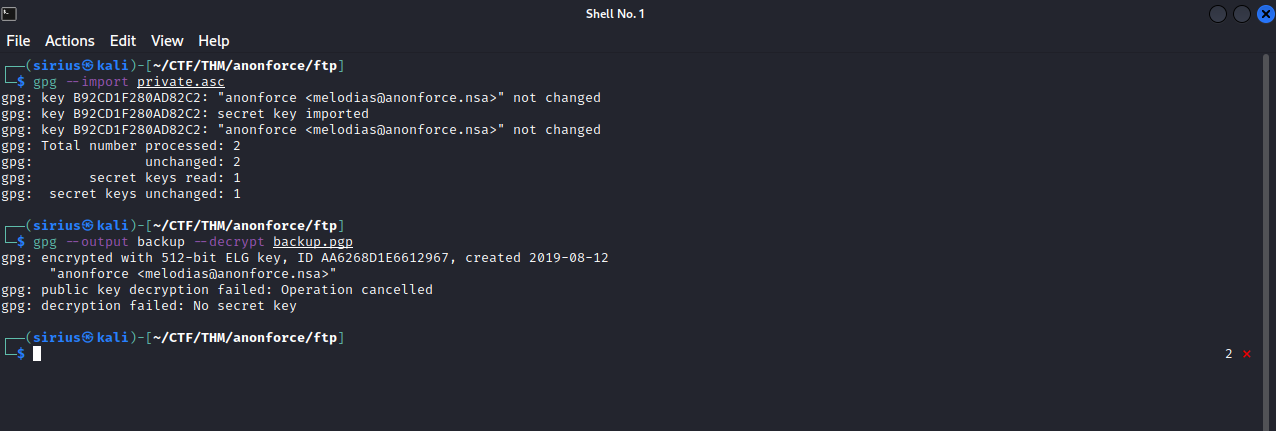 Shell No. 1
File Actions Edit View Help
┌──(sirius㉿kali)-[~/CTF/THM/anonforce/ftp]
└─$ gpg --import private.asc
gpg: key B92CD1F280AD82C2: "anonforce <melodias@anonforce.nsa>" not changed
gpg: key B92CD1F280AD82C2: secret key imported
gpg: key B92CD1F280AD82C2: "anonforce <melodias@anonforce.nsa>" not changed
gpg: Total number processed: 2
gpg:              unchanged: 2
gpg:       secret keys read: 1
gpg:  secret keys unchanged: 1
┌──(sirius㉿kali)-[~/CTF/THM/anonforce/ftp]
└─$ gpg --output backup --decrypt backup.pgp
gpg: encrypted with 512-bit ELG key, ID AA6268D1E6612967, created 2019-08-12
      "anonforce <melodias@anonforce.nsa>"
gpg: public key decryption failed: Operation cancelled
gpg: decryption failed: No secret key
┌──(sirius㉿kali)-[~/CTF/THM/anonforce/ftp]
└─$ 2 ⨯